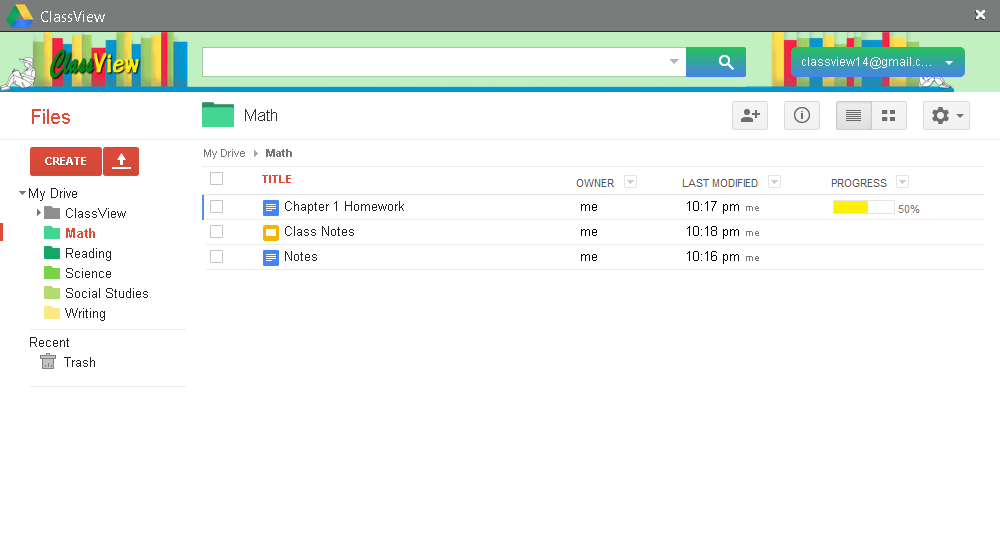 ClassView
ClassView
classview14@gmail.c...
Files
Math
CREATE
My Drive Math
TITLE OWNER LAST MODIFIED PROGRESS
My Drive
ClassView
Math
Reading
Science
Social Studies
Writing
Recent
Trash
Chapter 1 Homework me 10:17 pm me 50%
Class Notes me 10:18 pm me
Notes me 10:16 pm me